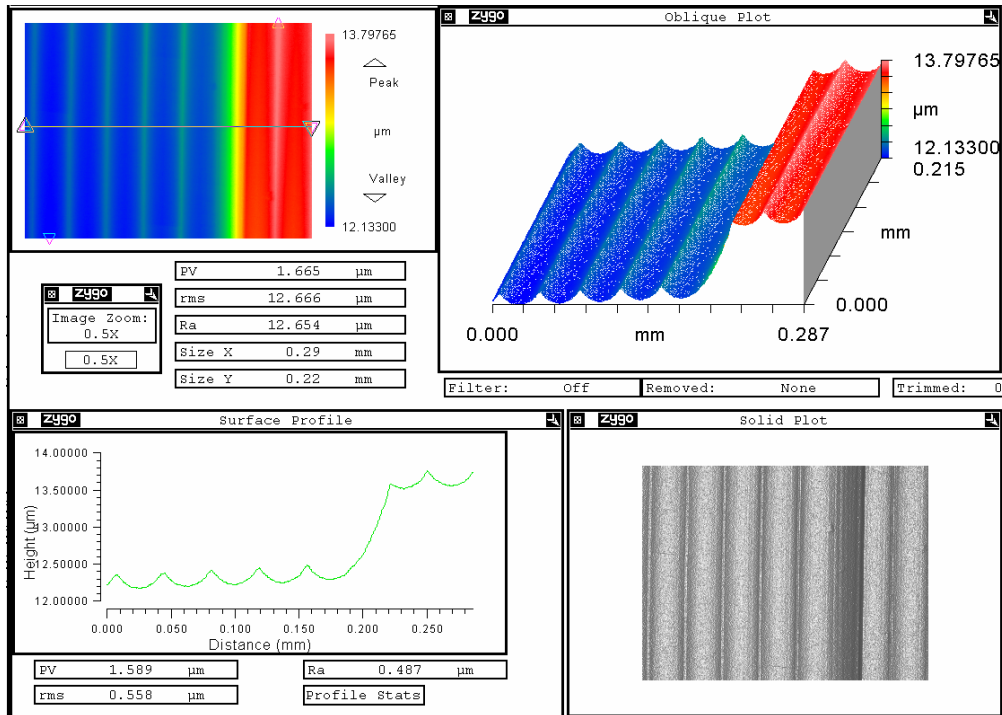 13.79765
Peak
µm
Valley
12.13300
zygo
Oblique Plot
13.79765
µm
12.13300
0.215
mm
0.000
0.000 mm 0.287
PV 1.665 µm
rms 12.666 µm
Ra 12.654 µm
Size X 0.29 mm
Size Y 0.22 mm
zygo
Image Zoom:
0.5X
0.5X
Filter: Off Removed: None Trimmed: 0
zygo Surface Profile
14.00000
13.50000
13.00000
12.50000
12.00000
Height (µm)
0.000 0.050 0.100 0.150 0.200 0.250
Distance (mm)
PV 1.589 µm Ra 0.487 µm
rms 0.558 µm Profile Stats
zygo Solid Plot